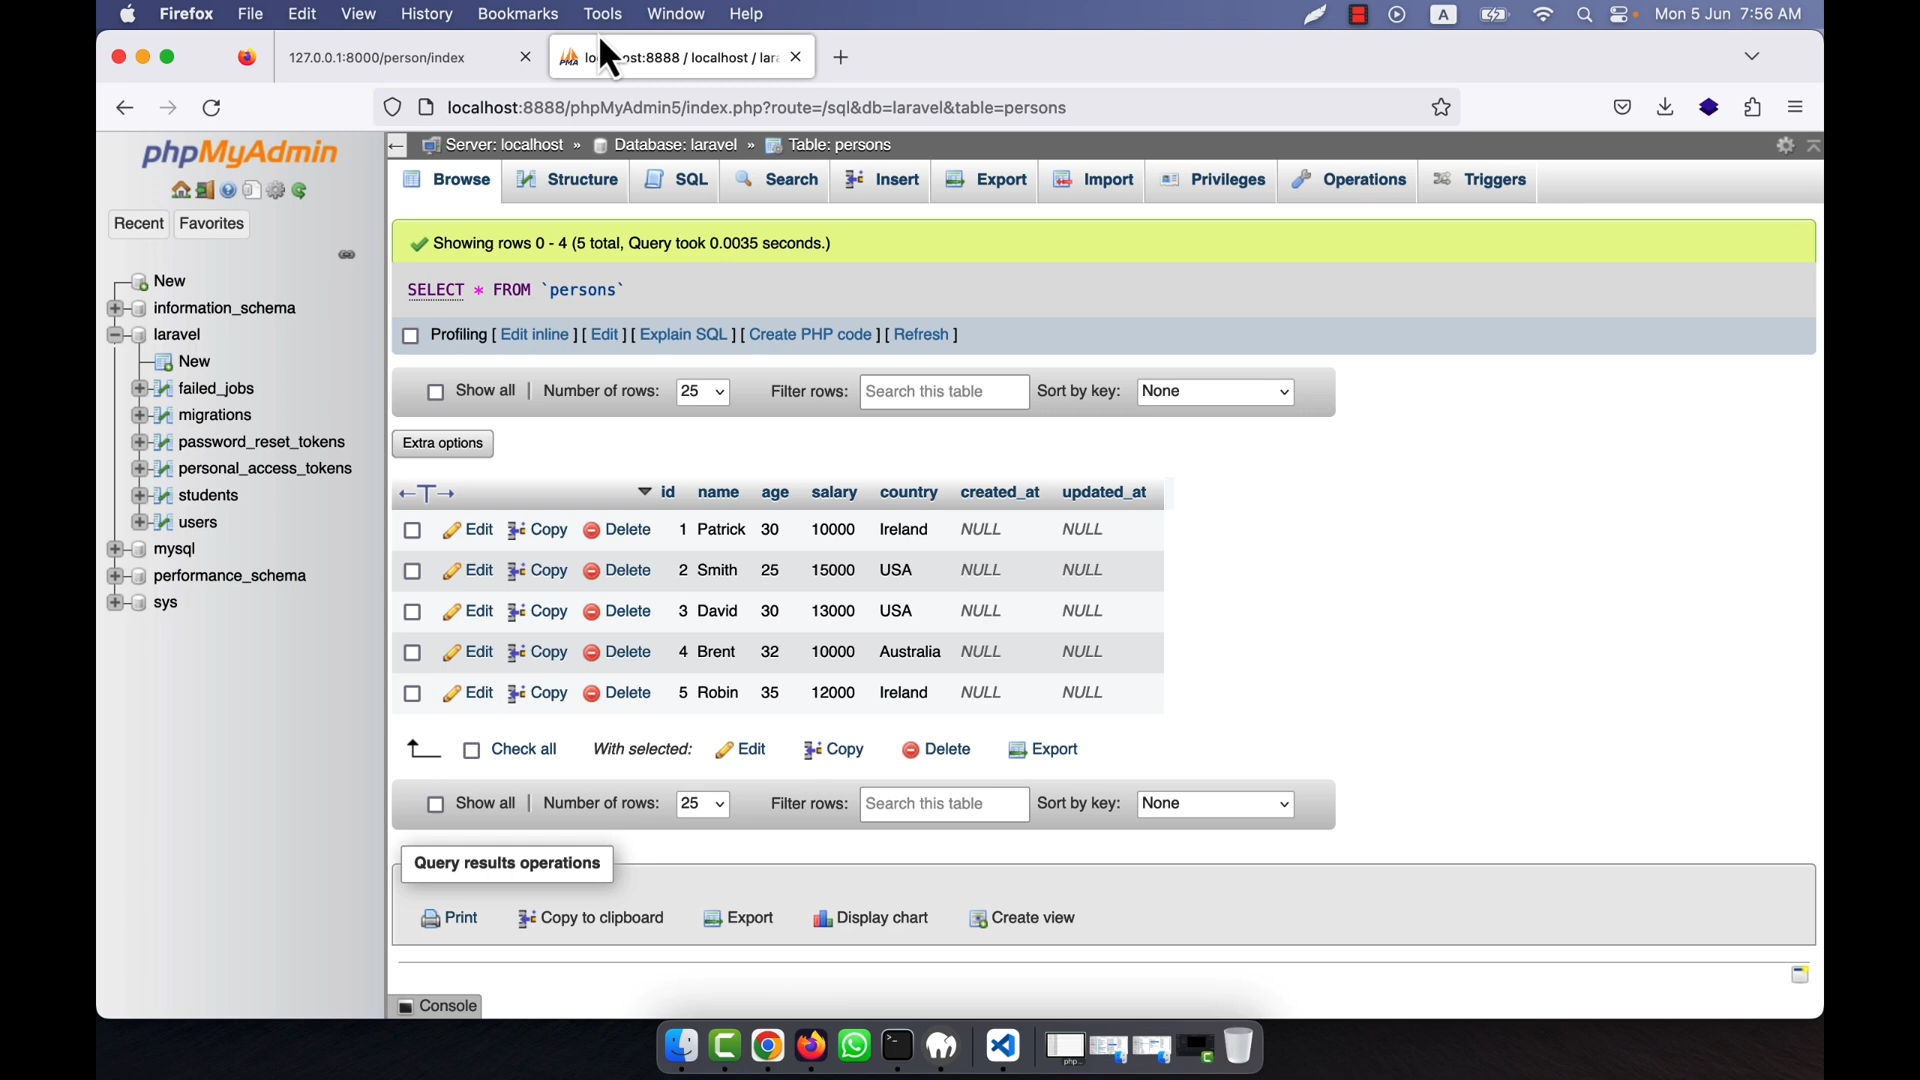 Firefox File Edit View History Bookmarks Tools Window Help A Mon 5 Jun 7:56 AM
127.0.0.1:8000/person/index
PMA ost:8888 / localhost / lara
localhost:8888/phpMyAdmin5/index.php?route=/sql&db=laravel&table=persons
phpMyAdmin
Recent Favorites
New
information_schema
laravel
New
failed_jobs
migrations
password_reset_tokens
personal_access_tokens
students
users
mysql
performance_schema
sys
Server: localhost » Database: laravel » Table: persons
Browse Structure SQL Search Insert Export Import Privileges Operations Triggers
Showing rows 0 - 4 (5 total, Query took 0.0035 seconds.)
SELECT * FROM `persons`
Profiling [ Edit inline ] [ Edit ] [ Explain SQL ] [ Create PHP code ] [ Refresh ]
Show all | Number of rows: 25 Filter rows: Search this table Sort by key: None
Extra options
←T→ id name age salary country created_at updated_at
Edit Copy Delete 1 Patrick 30 10000 Ireland NULL NULL
Edit Copy Delete 2 Smith 25 15000 USA NULL NULL
Edit Copy Delete 3 David 30 13000 USA NULL NULL
Edit Copy Delete 4 Brent 32 10000 Australia NULL NULL
Edit Copy Delete 5 Robin 35 12000 Ireland NULL NULL
Check all With selected: Edit Copy Delete Export
Show all | Number of rows: 25 Filter rows: Search this table Sort by key: None
Query results operations
Print Copy to clipboard Export Display chart Create view
Console